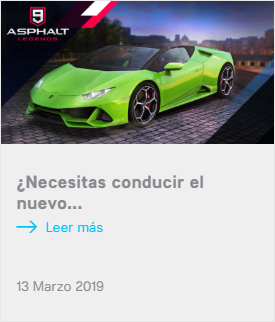 9
ASPHALT
LEGENDS
¿Necesitas conducir el
nuevo...
Leer más
13 Marzo 2019